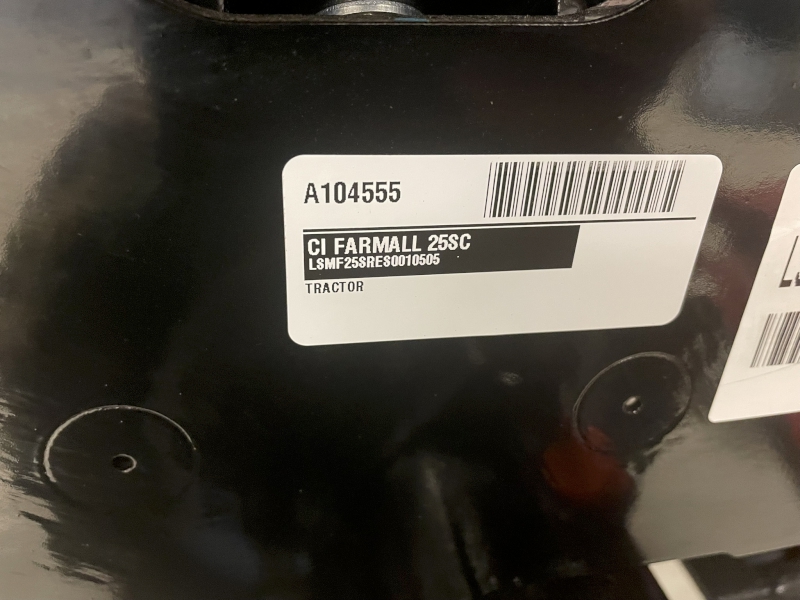 A104555
CI FARMALL 25SC
LSMF25SRES0010505
TRACTOR